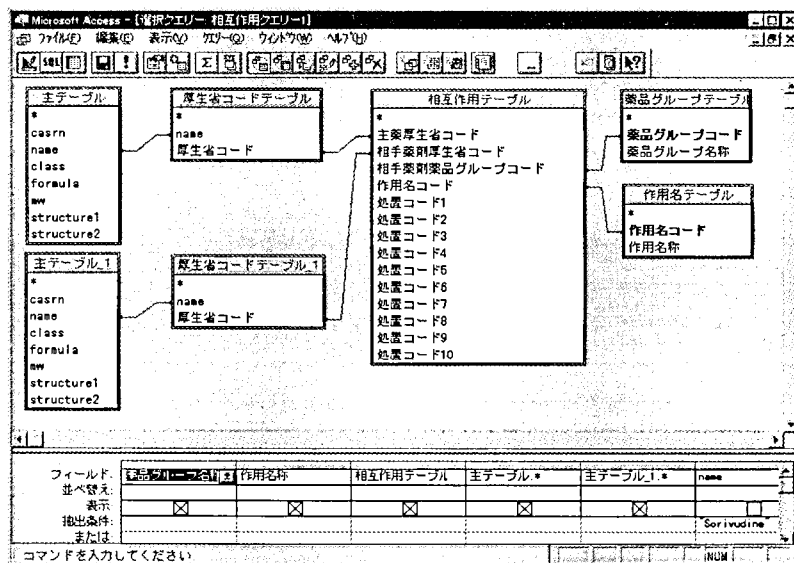 Microsoft Access - [選択クエリー: 相互作用クエリー1]
ファイル(F) 編集(E) 表示(V) クエリー(Q) ウィンドウ(W) ヘルプ(H)
SQL
主テーブル
*
casrn
name
class
formula
mw
structure1
structure2
厚生省コードテーブル
*
name
厚生省コード
相互作用テーブル
*
主薬厚生省コード
相手薬剤厚生省コード
相手薬剤薬品グループコード
作用名コード
処置コード1
処置コード2
処置コード3
処置コード4
処置コード5
処置コード6
処置コード7
処置コード8
処置コード9
処置コード10
薬品グループテーブル
*
薬品グループコード
薬品グループ名称
作用名テーブル
*
作用名コード
作用名称
主テーブル_1
*
casrn
name
class
formula
mw
structure1
structure2
厚生省コードテーブル_1
*
name
厚生省コード
フィールド: 薬品グループ名称 作用名称 相互作用テーブル 主テーブル.* 主テーブル_1.* name
並べ替え:
表示:
抽出条件: "Sorivudine"
または:
コマンドを入力してください
NUM